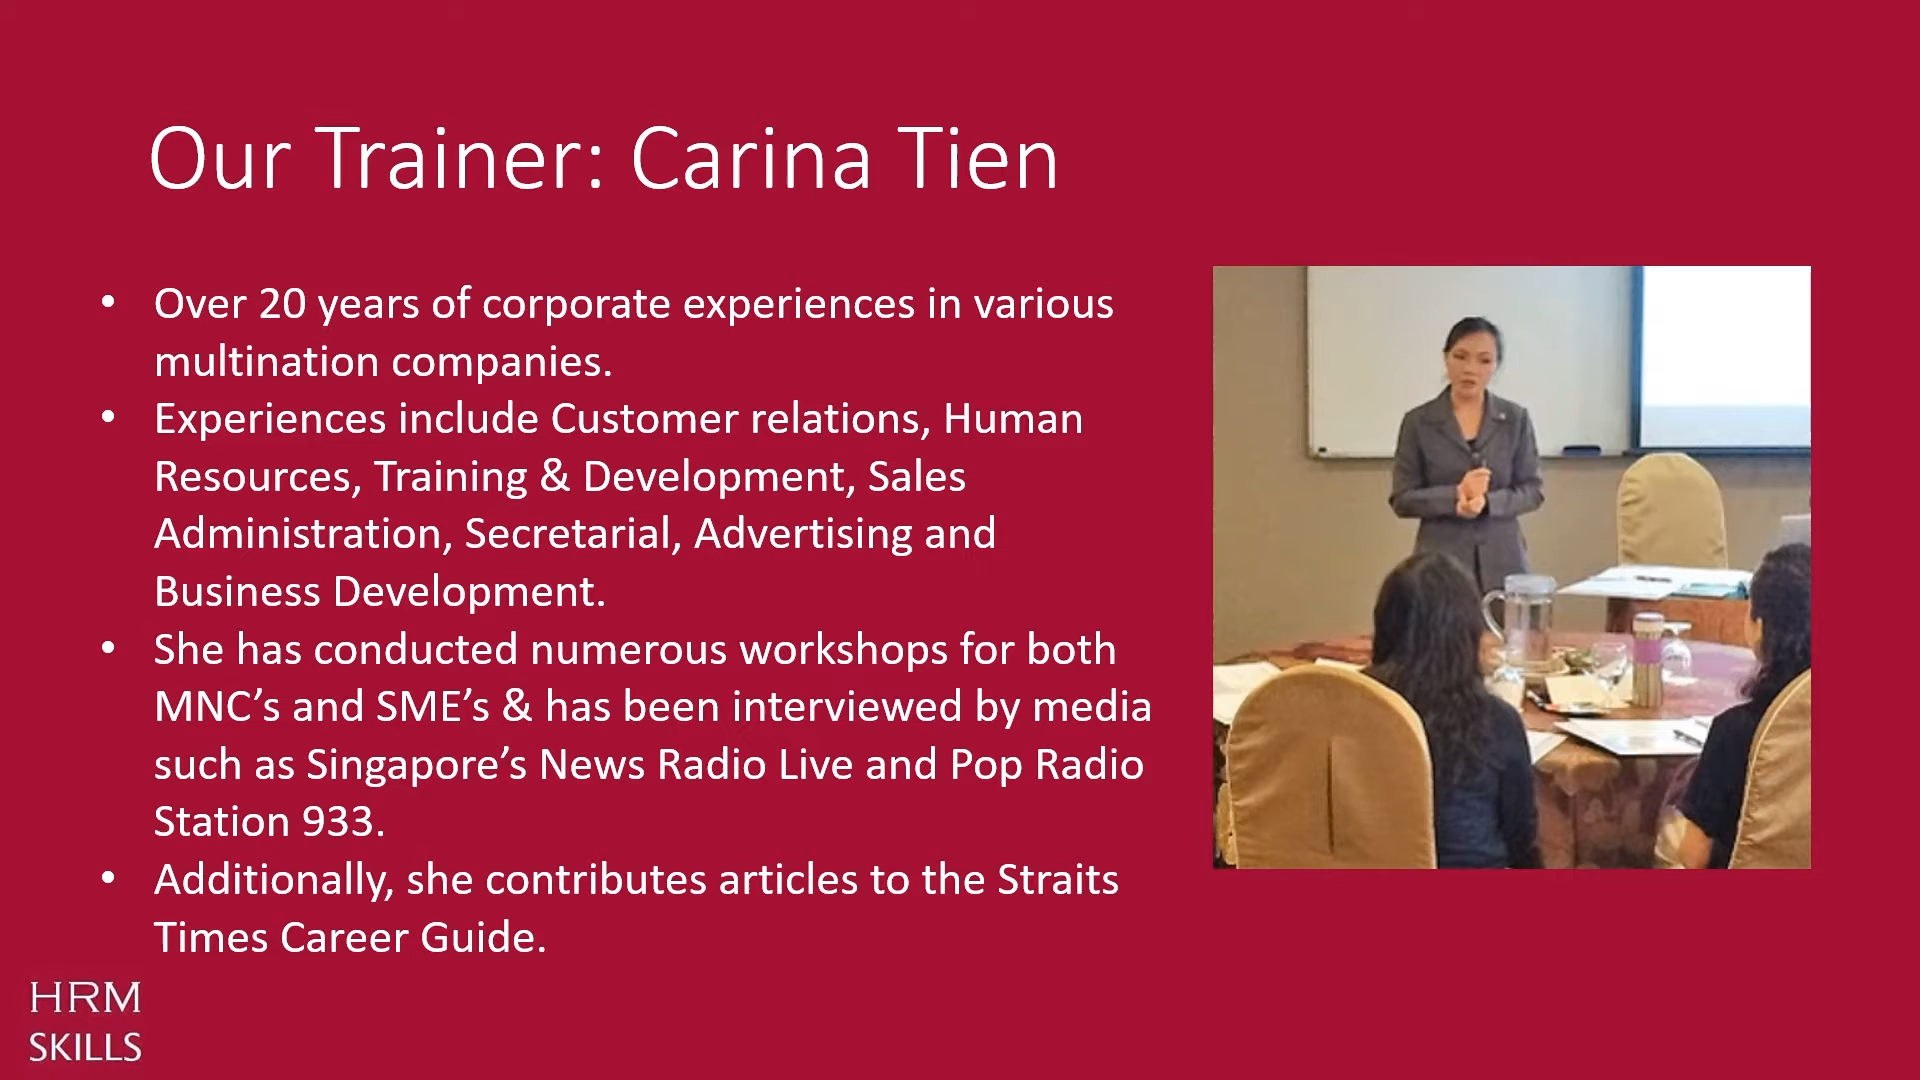 Our Trainer: Carina Tien
• Over 20 years of corporate experiences in various
multination companies.
• Experiences include Customer relations, Human
Resources, Training & Development, Sales
Administration, Secretarial, Advertising and
Business Development.
• She has conducted numerous workshops for both
MNC’s and SME’s & has been interviewed by media
such as Singapore’s News Radio Live and Pop Radio
Station 933.
• Additionally, she contributes articles to the Straits
Times Career Guide.
HRM
SKILLS